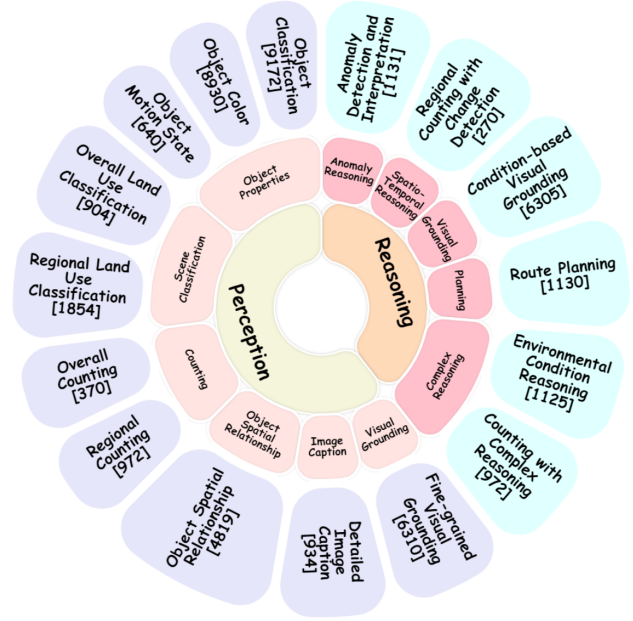 Perception
Reasoning
Object
Properties
Scene
Classification
Counting
Object
Spatial
Relationship
Image
Caption
Visual
Grounding
Anomaly
Reasoning
Spatio-
Temporal
Reasoning
Visual
Grounding
Planning
Complex
Reasoning
Object
Classification
[9172]
Object Color
[8930]
Object
Motion State
[640]
Overall Land
Use
Classification
[904]
Regional Land
Use
Classification
[1854]
Overall
Counting
[370]
Regional
Counting
[972]
Object Spatial
Relationship
[4819]
Detailed
Image
Caption
[934]
Fine-grained
Visual
Grounding
[6310]
Anomaly
Detection and
Interpretation
[1131]
Regional
Counting with
Change
Detection
[270]
Condition-based
Visual
Grounding
[6305]
Route Planning
[1130]
Environmental
Condition
Reasoning
[1125]
Counting with
Complex
Reasoning
[972]